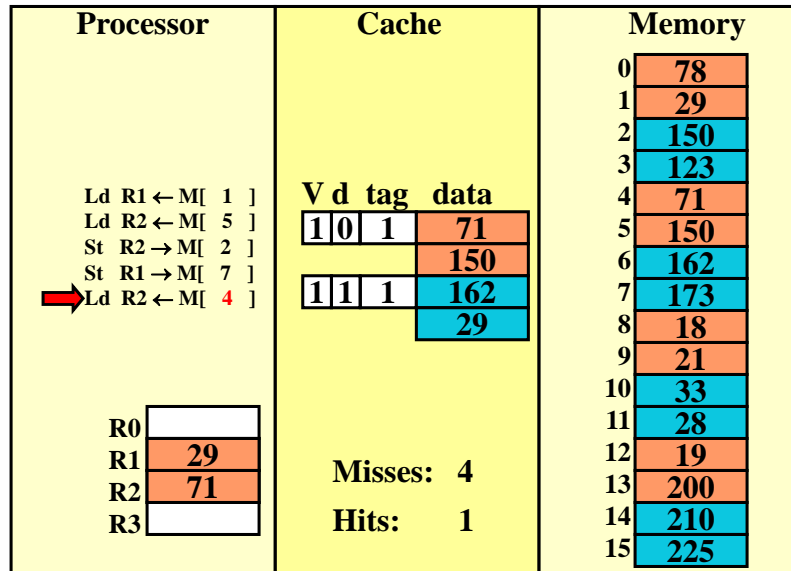 Processor
Ld R1 ← M[ 1 ]
Ld R2 ← M[ 5 ]
St R2 → M[ 2 ]
St R1 → M[ 7 ]
Ld R2 ← M[ 4 ]
R0
R1 29
R2 71
R3
Cache
V d tag data
1 0 1 71
150
1 1 1 162
29
Misses: 4
Hits: 1
Memory
0 78
1 29
2 150
3 123
4 71
5 150
6 162
7 173
8 18
9 21
10 33
11 28
12 19
13 200
14 210
15 225